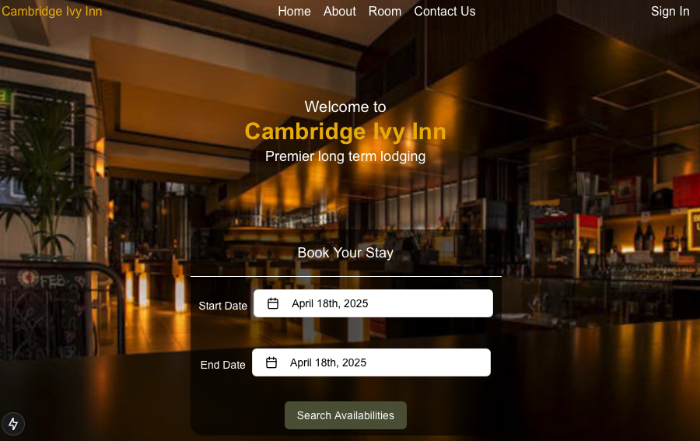 Cambridge Ivy Inn
Home About Room Contact Us
Sign In
Welcome to
Cambridge Ivy Inn
Premier long term lodging
Book Your Stay
Start Date April 18th, 2025
End Date April 18th, 2025
Search Availabilities